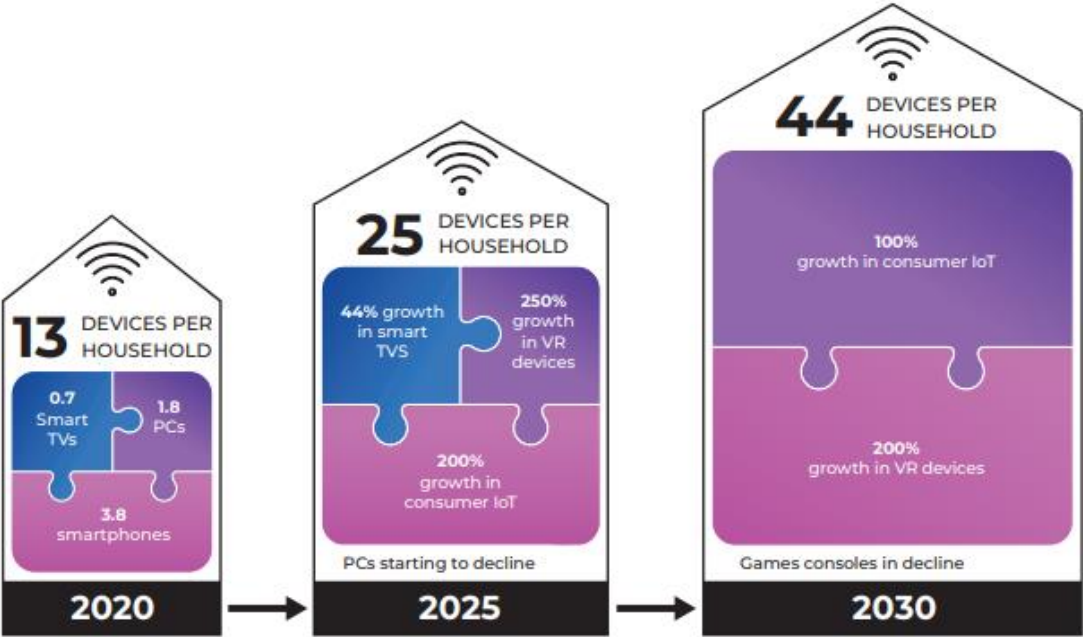 13 DEVICES PER
HOUSEHOLD
0.7
Smart
TVs
1.8
PCs
3.8
smartphones
2020
25 DEVICES PER
HOUSEHOLD
44% growth
in smart
TVS
250%
growth
in VR
devices
200%
growth in
consumer IoT
PCs starting to decline
2025
44 DEVICES PER
HOUSEHOLD
100%
growth in consumer IoT
200%
growth in VR devices
Games consoles in decline
2030